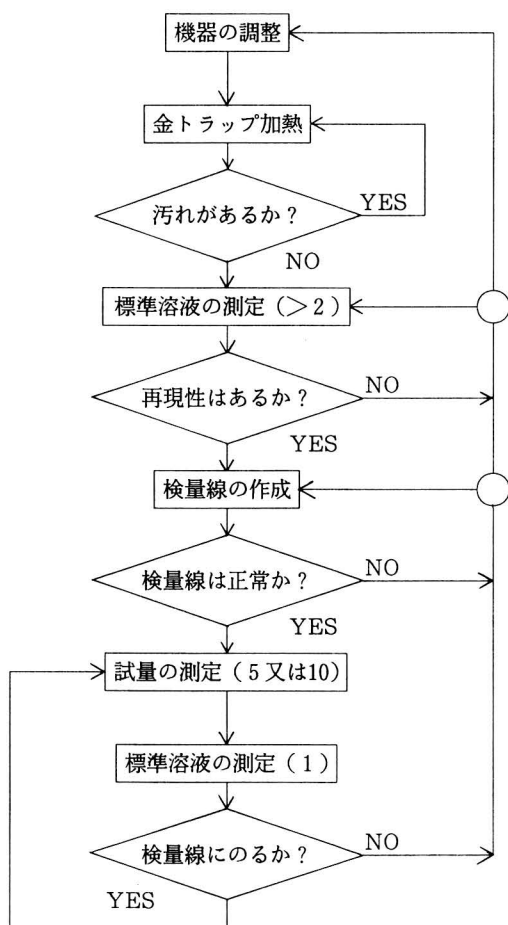 機器の調整
金トラップ加熱
汚れがあるか？
YES
NO
標準溶液の測定（＞2）
再現性はあるか？
NO
YES
検量線の作成
検量線は正常か？
NO
YES
試量の測定（5又は10）
標準溶液の測定（1）
検量線にのるか？
NO
YES